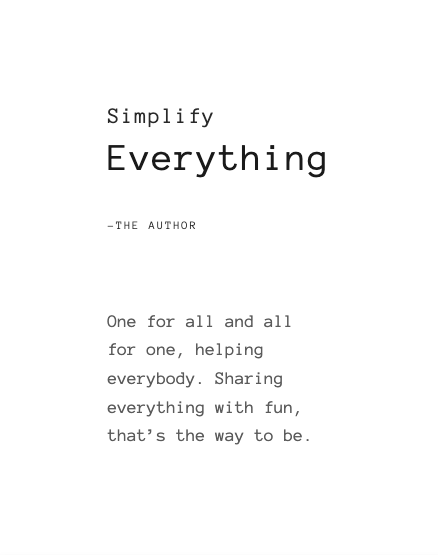 Simplify
Everything
–THE AUTHOR
One for all and all
for one, helping
everybody. Sharing
everything with fun,
that’s the way to be.